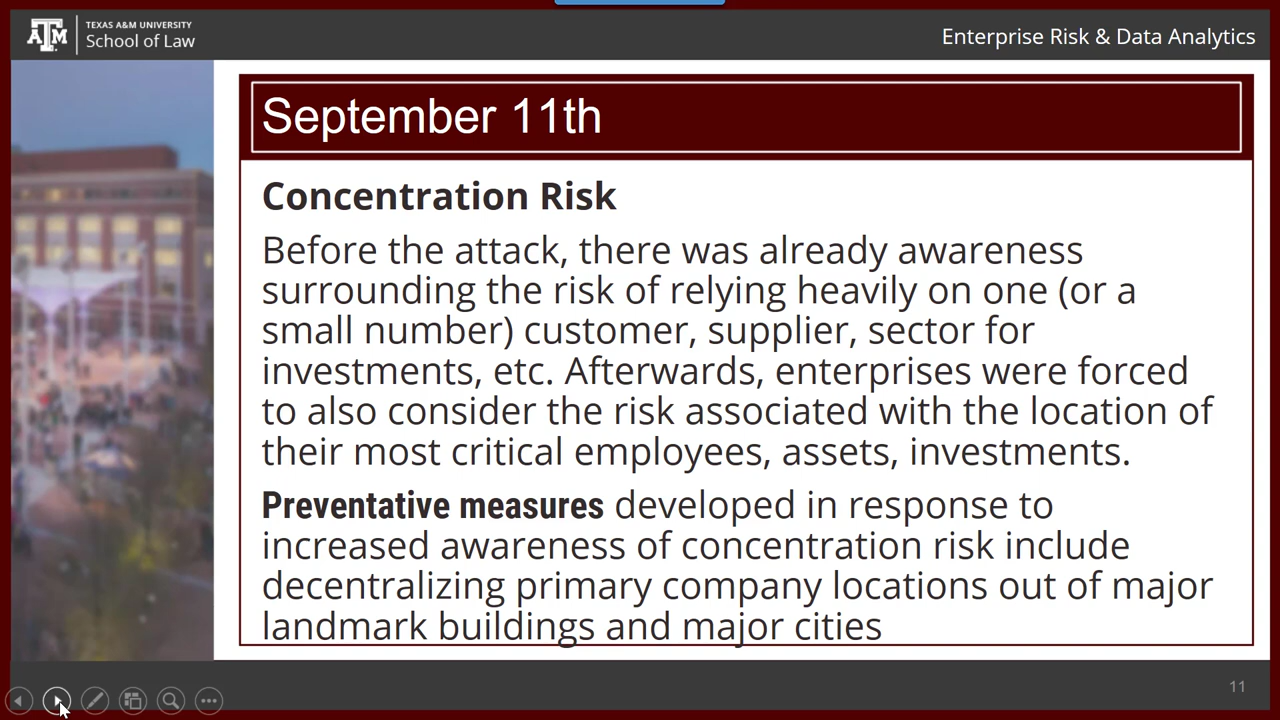 TEXAS A&M UNIVERSITY
School of Law
Enterprise Risk & Data Analytics
September 11th
Concentration Risk
Before the attack, there was already awareness
surrounding the risk of relying heavily on one (or a
small number) customer, supplier, sector for
investments, etc. Afterwards, enterprises were forced
to also consider the risk associated with the location of
their most critical employees, assets, investments.
Preventative measures developed in response to
increased awareness of concentration risk include
decentralizing primary company locations out of major
landmark buildings and major cities
11